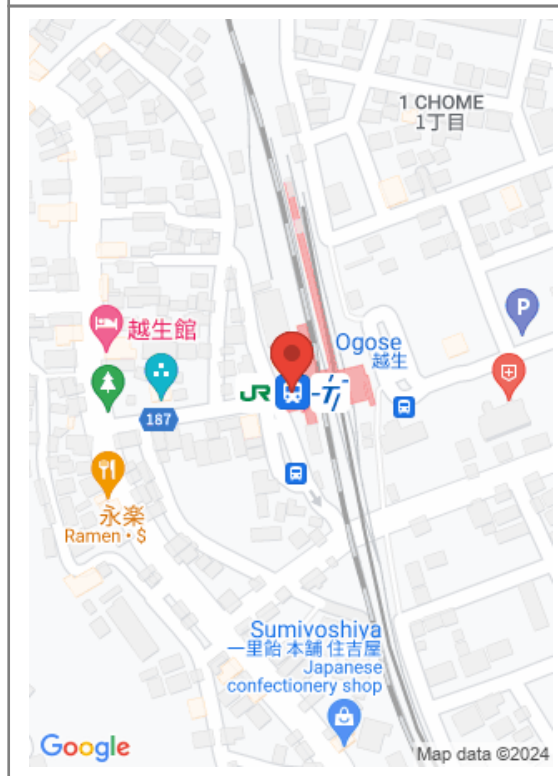 1 CHOME
1丁目
越生館
Ogose
越生
P
JR
187
永楽
Ramen • $
Sumivoshiya
一里飴 本舗 住吉屋
Japanese
confectionery shop
Google
Map data ©2024